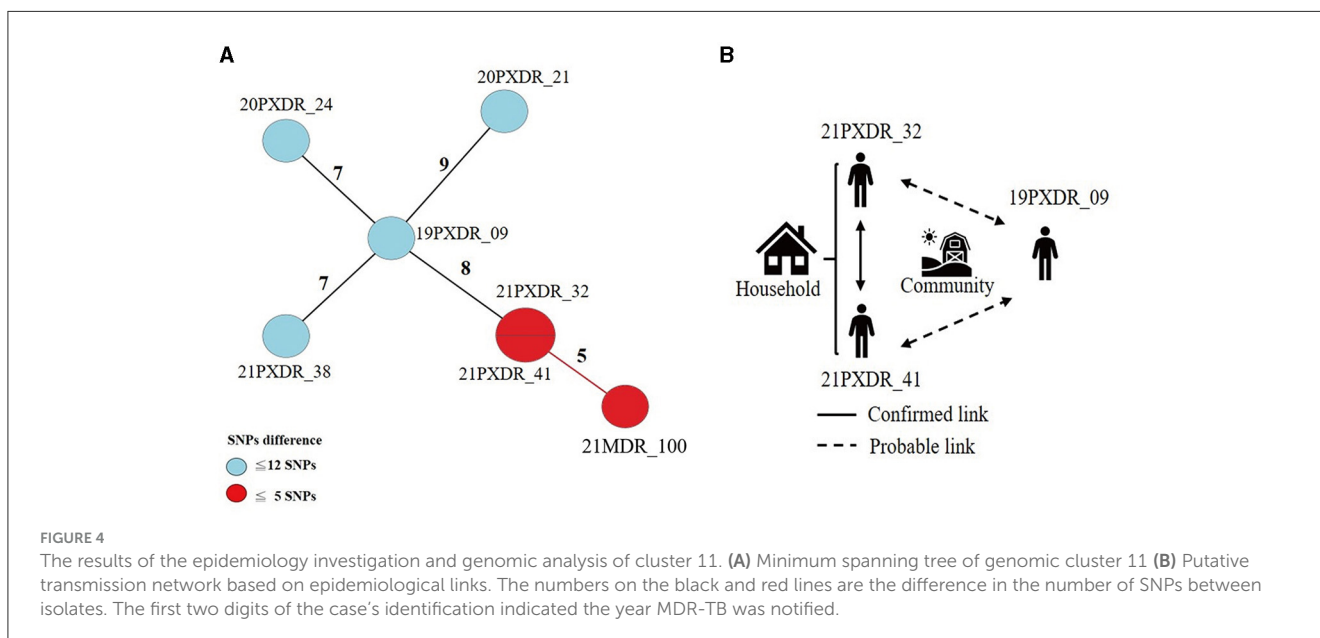 A
20PXDR_21
20PXDR_24
7
9
19PXDR_09
7
8
21PXDR_32
21PXDR_38
21PXDR_41
5
21MDR_100
SNPs difference
≦12 SNPs
≦ 5 SNPs
B
21PXDR_32
19PXDR_09
Household
Community
21PXDR_41
Confirmed link
Probable link
FIGURE 4
The results of the epidemiology investigation and genomic analysis of cluster 11. (A) Minimum spanning tree of genomic cluster 11 (B) Putative
transmission network based on epidemiological links. The numbers on the black and red lines are the difference in the number of SNPs between
isolates. The first two digits of the case's identification indicated the year MDR-TB was notified.